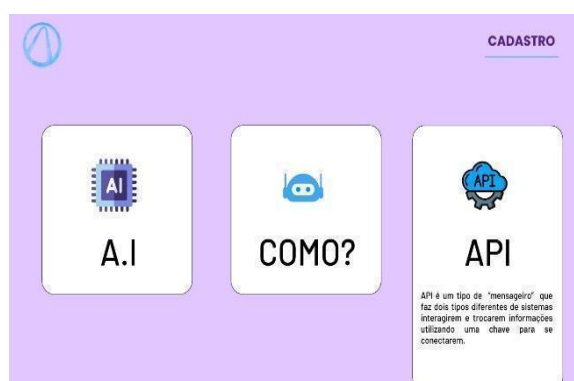 CADASTRO
AI
A.I
COMO?
API
API
API é um tipo de "mensageiro" que
faz dois tipos diferentes de sistemas
interagirem e trocarem informações
utilizando uma chave para se
conectarem.